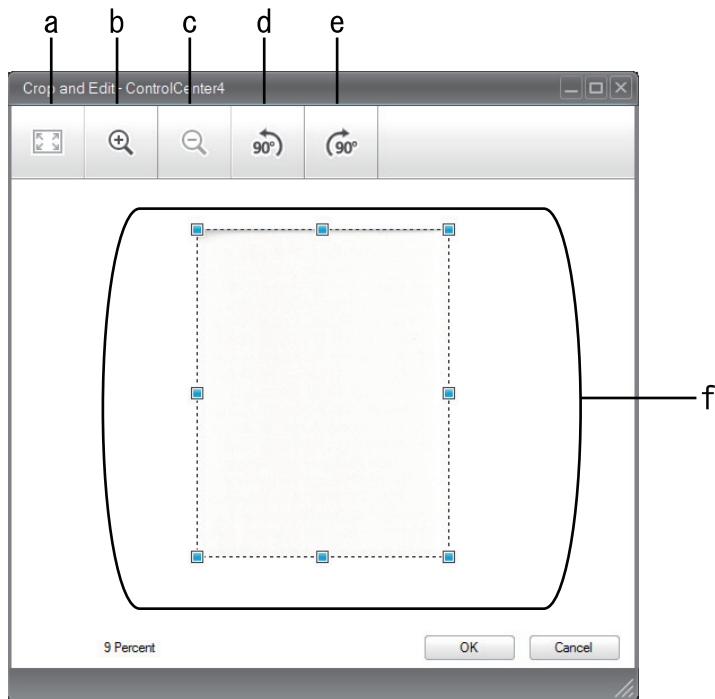 a b c d e
Crop and Edit - ControlCenter4
90° 90°
f
9 Percent OK Cancel